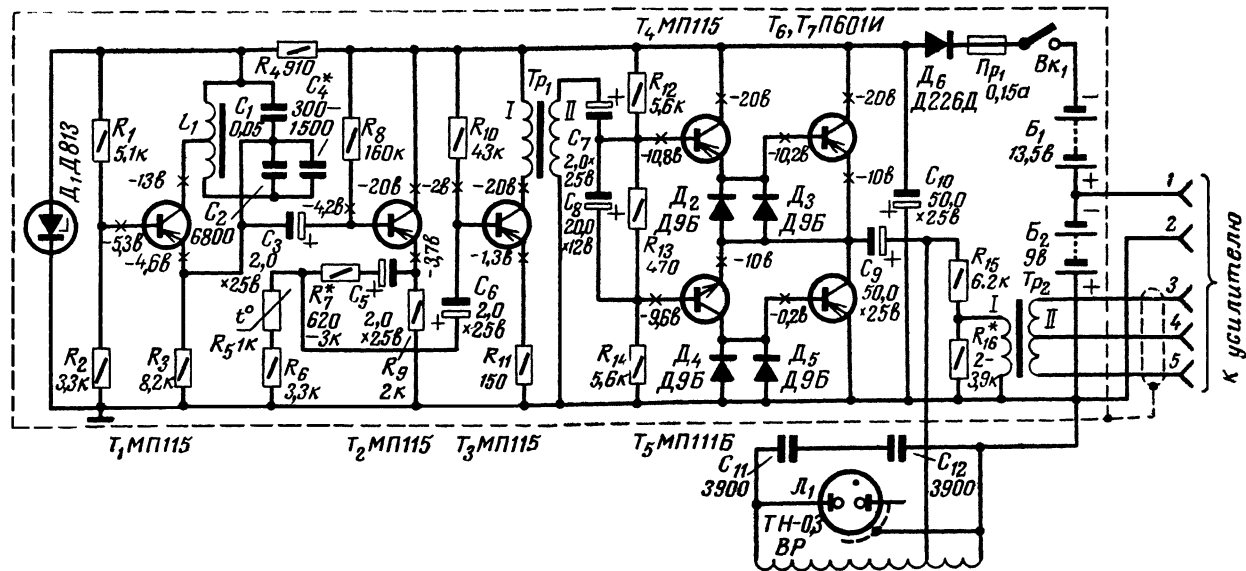 T₄ МП115
T₆, T₇ П601И
R₄ 910
C₄*
300–
1500
C₁
0,05
L₁
R₁
5,1к
Д₁ Д813
-13в
-5,3в
-4,6в
C₂
6800
R₂
3,3к
R₃
8,2к
C₃
2,0
×25в
-4,2в
R₈
160к
-20в
-3,7в
t°
R₅ 1к
R₆
3,3к
R₇*
620
–3к
C₅
2,0
×25в
R₉
2к
C₆
2,0
×25в
-2в
R₁₀
43к
-20в
-1,3в
R₁₁
150
Тр₁
I
II
C₇
2,0×
25в
C₈
20,0
×12в
R₁₂
5,6к
R₁₃
470
R₁₄
5,6к
-20в
-10,8в
-10,2в
-20в
-10в
Д₂
Д9Б
Д₃
Д9Б
-10в
-9,6в
-0,2в
Д₄
Д9Б
Д₅
Д9Б
C₉
50,0
×25в
C₁₀
50,0
×25в
Д₆
Д226Д
Пр₁
0,15а
Вк₁
Б₁
13,5в
Б₂
9в
R₁₅
6.2к
R₁₆*
2–
3,9к
Тр₂
I
II
1
2
3
4
5
К усилителю
T₁ МП115
T₂ МП115
T₃ МП115
T₅ МП111Б
C₁₁
3900
C₁₂
3900
Л₁
ТН-0,3
ВР
+
−